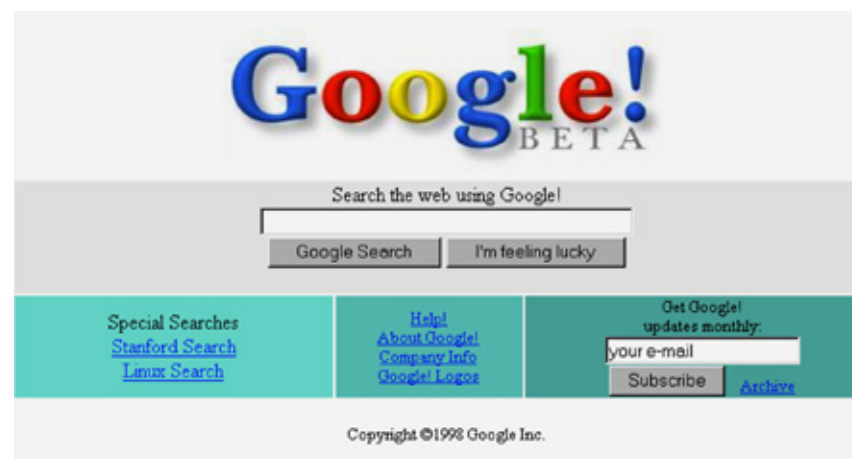 Google!
BETA
Search the web using Google!
Google Search
I'm feeling lucky
Special Searches
Stanford Search
Linux Search
Help!
About Google!
Company Info
Google! Logos
Get Google!
updates monthly:
your e-mail
Subscribe
Archive
Copyright ©1998 Google Inc.